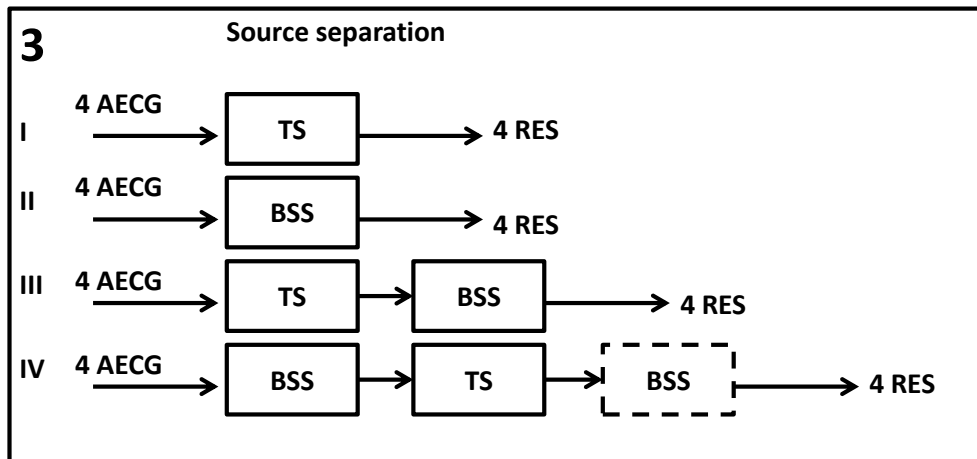 3 Source separation
I 4 AECG TS 4 RES
II 4 AECG BSS 4 RES
III 4 AECG TS BSS 4 RES
IV 4 AECG BSS TS BSS 4 RES